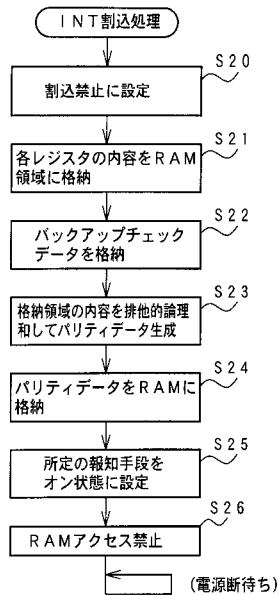 INT割込処理
S20
割込禁止に設定
S21
各レジスタの内容をRAM
領域に格納
S22
バックアップチェック
データを格納
S23
格納領域の内容を排他的論理
和してパリティデータ生成
S24
パリティデータをRAMに
格納
S25
所定の報知手段を
オン状態に設定
S26
RAMアクセス禁止
(電源断待ち)